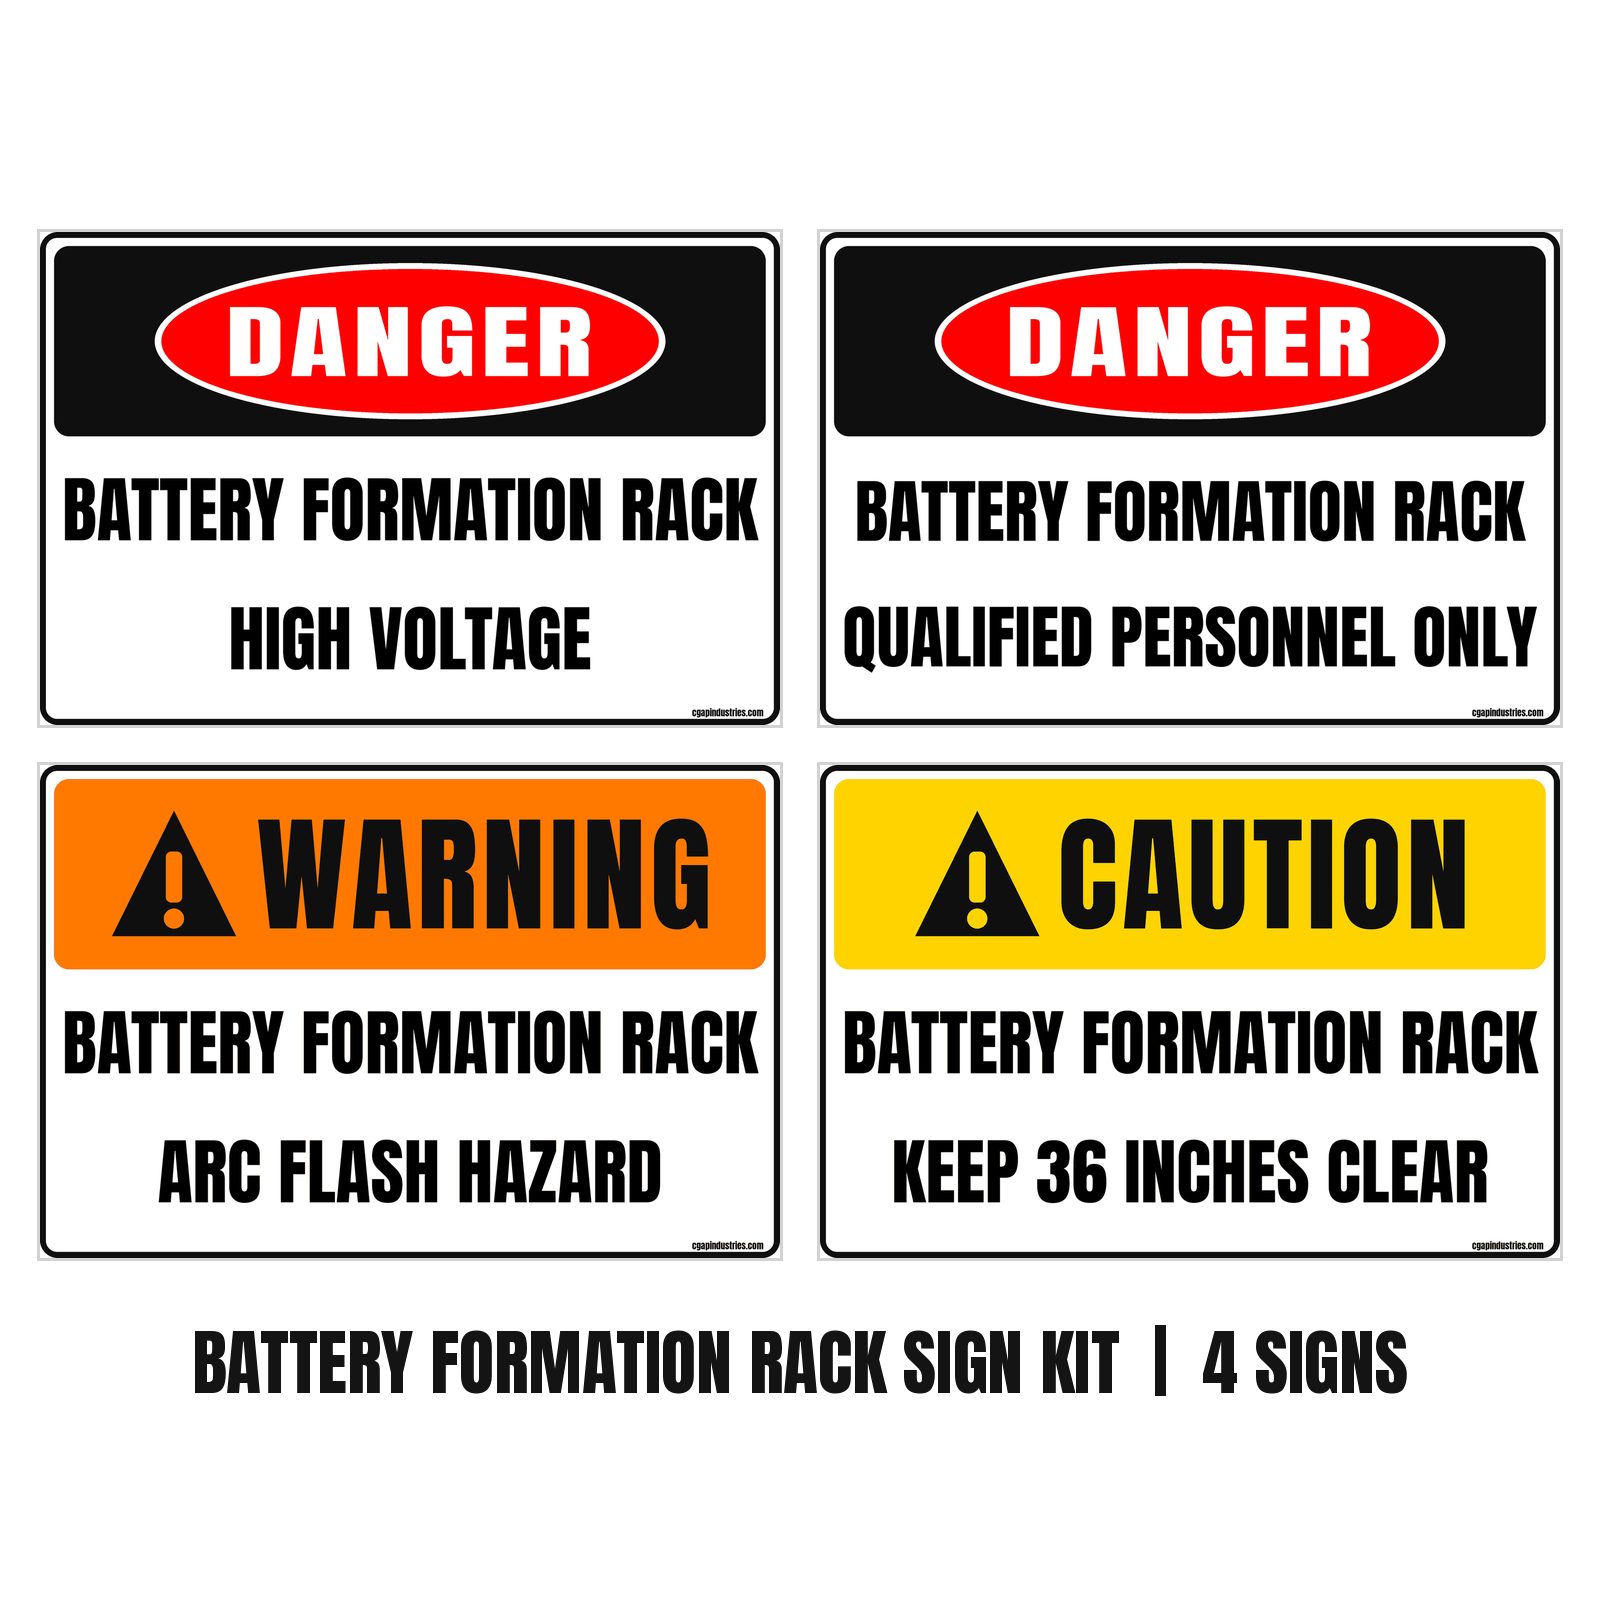 DANGER
BATTERY FORMATION RACK
HIGH VOLTAGE
cgapindustries.com
DANGER
BATTERY FORMATION RACK
QUALIFIED PERSONNEL ONLY
cgapindustries.com
WARNING
BATTERY FORMATION RACK
ARC FLASH HAZARD
cgapindustries.com
CAUTION
BATTERY FORMATION RACK
KEEP 36 INCHES CLEAR
cgapindustries.com
BATTERY FORMATION RACK SIGN KIT | 4 SIGNS